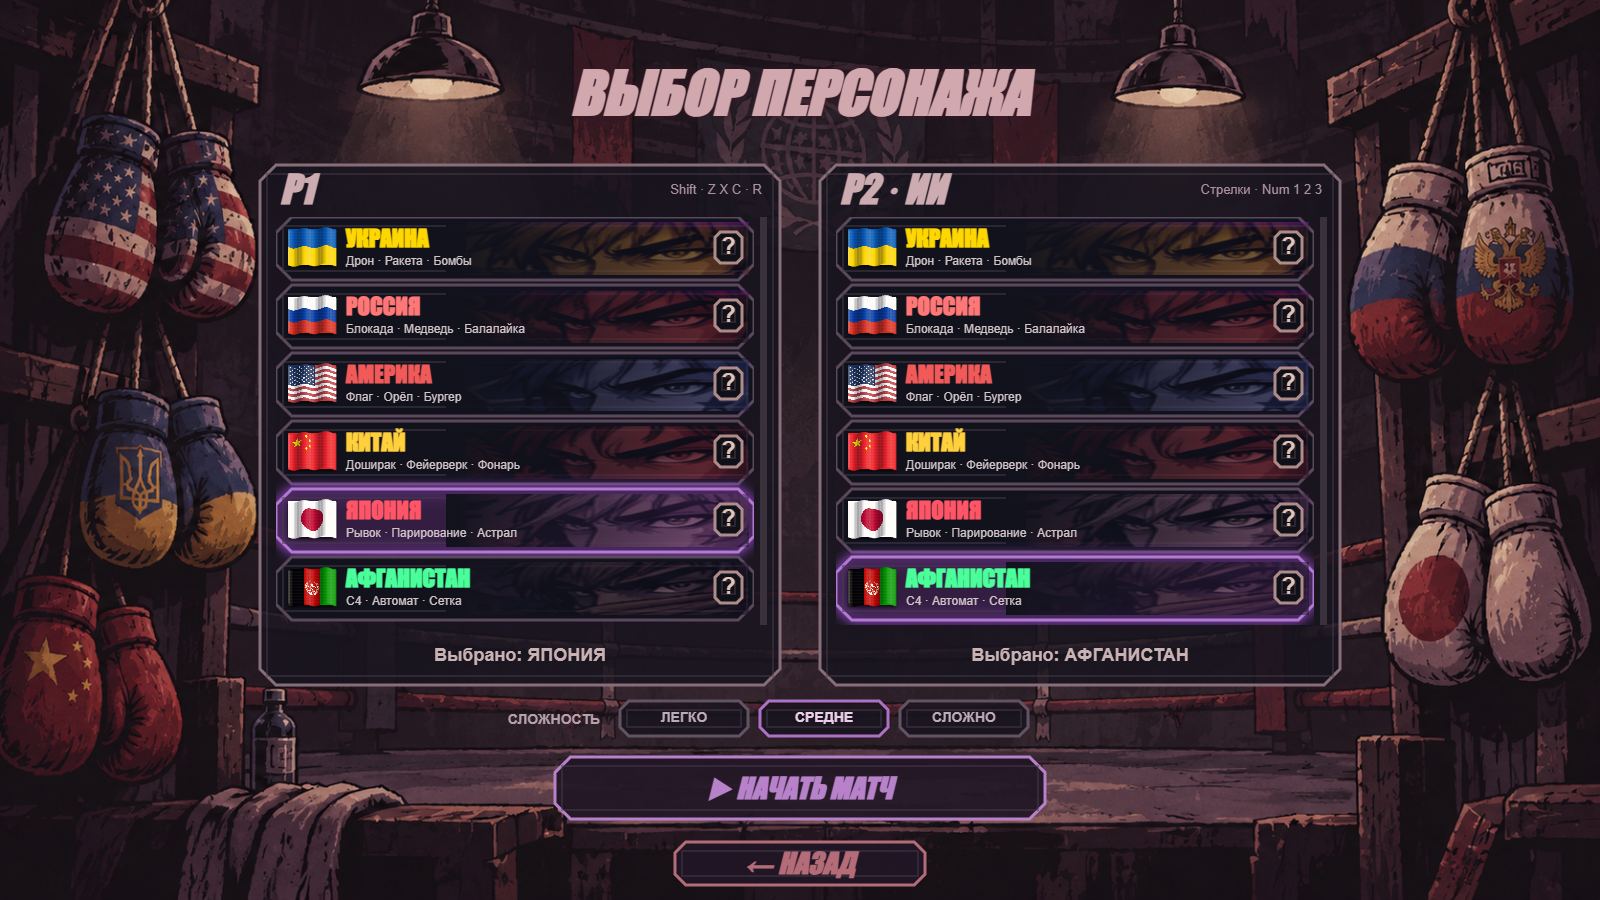 ВЫБОР ПЕРСОНАЖА
P1
Shift · Z X C · R
УКРАИНА
?
Дрон · Ракета · Бомбы
РОССИЯ
?
Блокада · Медведь · Балалайка
АМЕРИКА
?
Флаг · Орёл · Бургер
КИТАЙ
?
Доширак · Фейерверк · Фонарь
ЯПОНИЯ
?
Рывок · Парирование · Астрал
АФГАНИСТАН
?
С4 · Автомат · Сетка
Выбрано: ЯПОНИЯ
P2 · ИИ
Стрелки · Num 1 2 3
УКРАИНА
?
Дрон · Ракета · Бомбы
РОССИЯ
?
Блокада · Медведь · Балалайка
АМЕРИКА
?
Флаг · Орёл · Бургер
КИТАЙ
?
Доширак · Фейерверк · Фонарь
ЯПОНИЯ
?
Рывок · Парирование · Астрал
АФГАНИСТАН
?
С4 · Автомат · Сетка
Выбрано: АФГАНИСТАН
СЛОЖНОСТЬ
ЛЕГКО
СРЕДНЕ
СЛОЖНО
▶ НАЧАТЬ МАТЧ
← НАЗАД